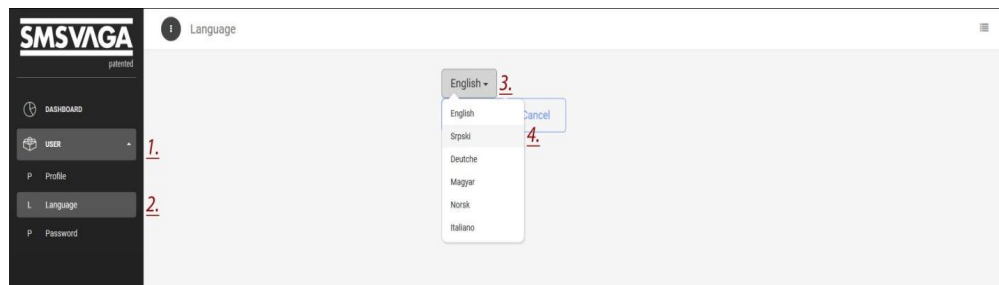 SMSVAGA
patented
DASHBOARD
USER
P Profile
L Language
P Password
1.
2.
Language
English
3.
English
Cancel
Srpski
4.
Deutche
Magyar
Norsk
Italiano